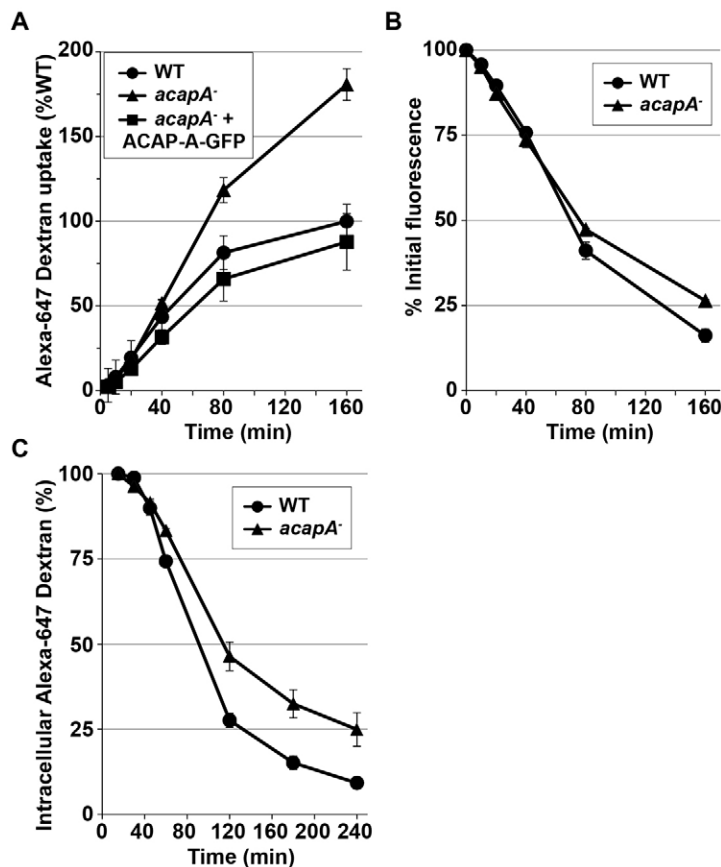 A
Alexa-647 Dextran uptake (%WT)
200
150
100
50
0
WT
acapA-
acapA- +
ACAP-A-GFP
0 40 80 120 160
Time (min)
B
% Initial fluorescence
100
75
50
25
0
WT
acapA-
0 40 80 120 160
Time (min)
C
Intracellular Alexa-647 Dextran (%)
100
75
50
25
0
WT
acapA-
0 40 80 120 160 200 240
Time (min)